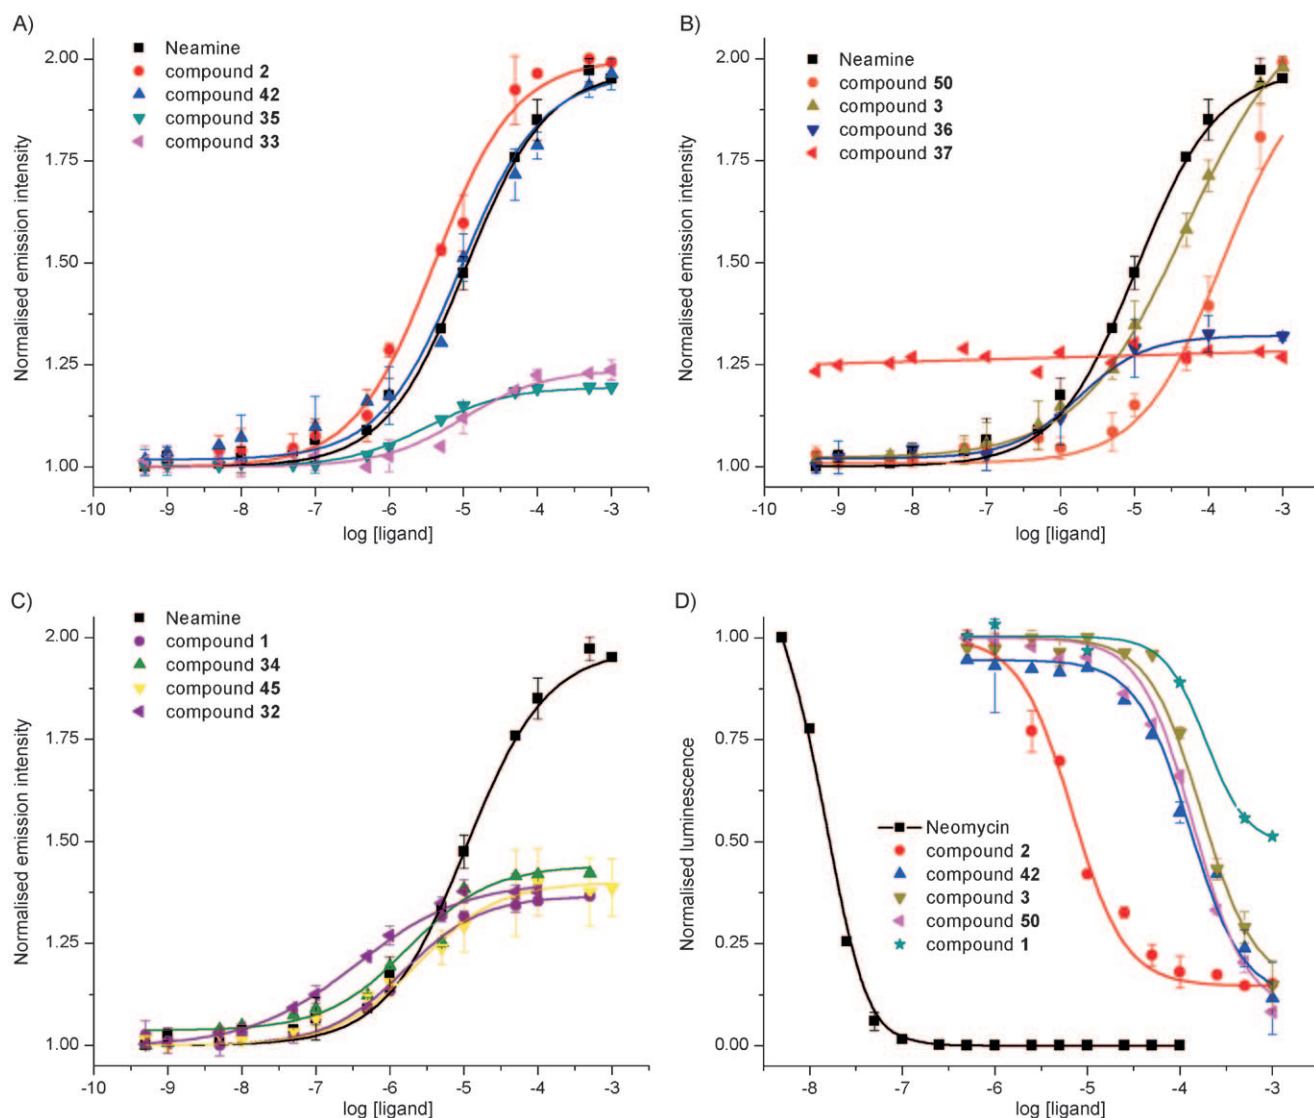 A)
Neamine
compound 2
compound 42
compound 35
compound 33
2.00
1.75
1.50
1.25
1.00
Normalised emission intensity
-10 -9 -8 -7 -6 -5 -4 -3
log [ligand]
B)
Neamine
compound 50
compound 3
compound 36
compound 37
2.00
1.75
1.50
1.25
1.00
Normalised emission intensity
-10 -9 -8 -7 -6 -5 -4 -3
log [ligand]
C)
Neamine
compound 1
compound 34
compound 45
compound 32
2.00
1.75
1.50
1.25
1.00
Normalised emission intensity
-10 -9 -8 -7 -6 -5 -4 -3
log [ligand]
D)
1.00
0.75
0.50
0.25
0.00
Normalised luminescence
Neomycin
compound 2
compound 42
compound 3
compound 50
compound 1
-8 -7 -6 -5 -4 -3
log [ligand]